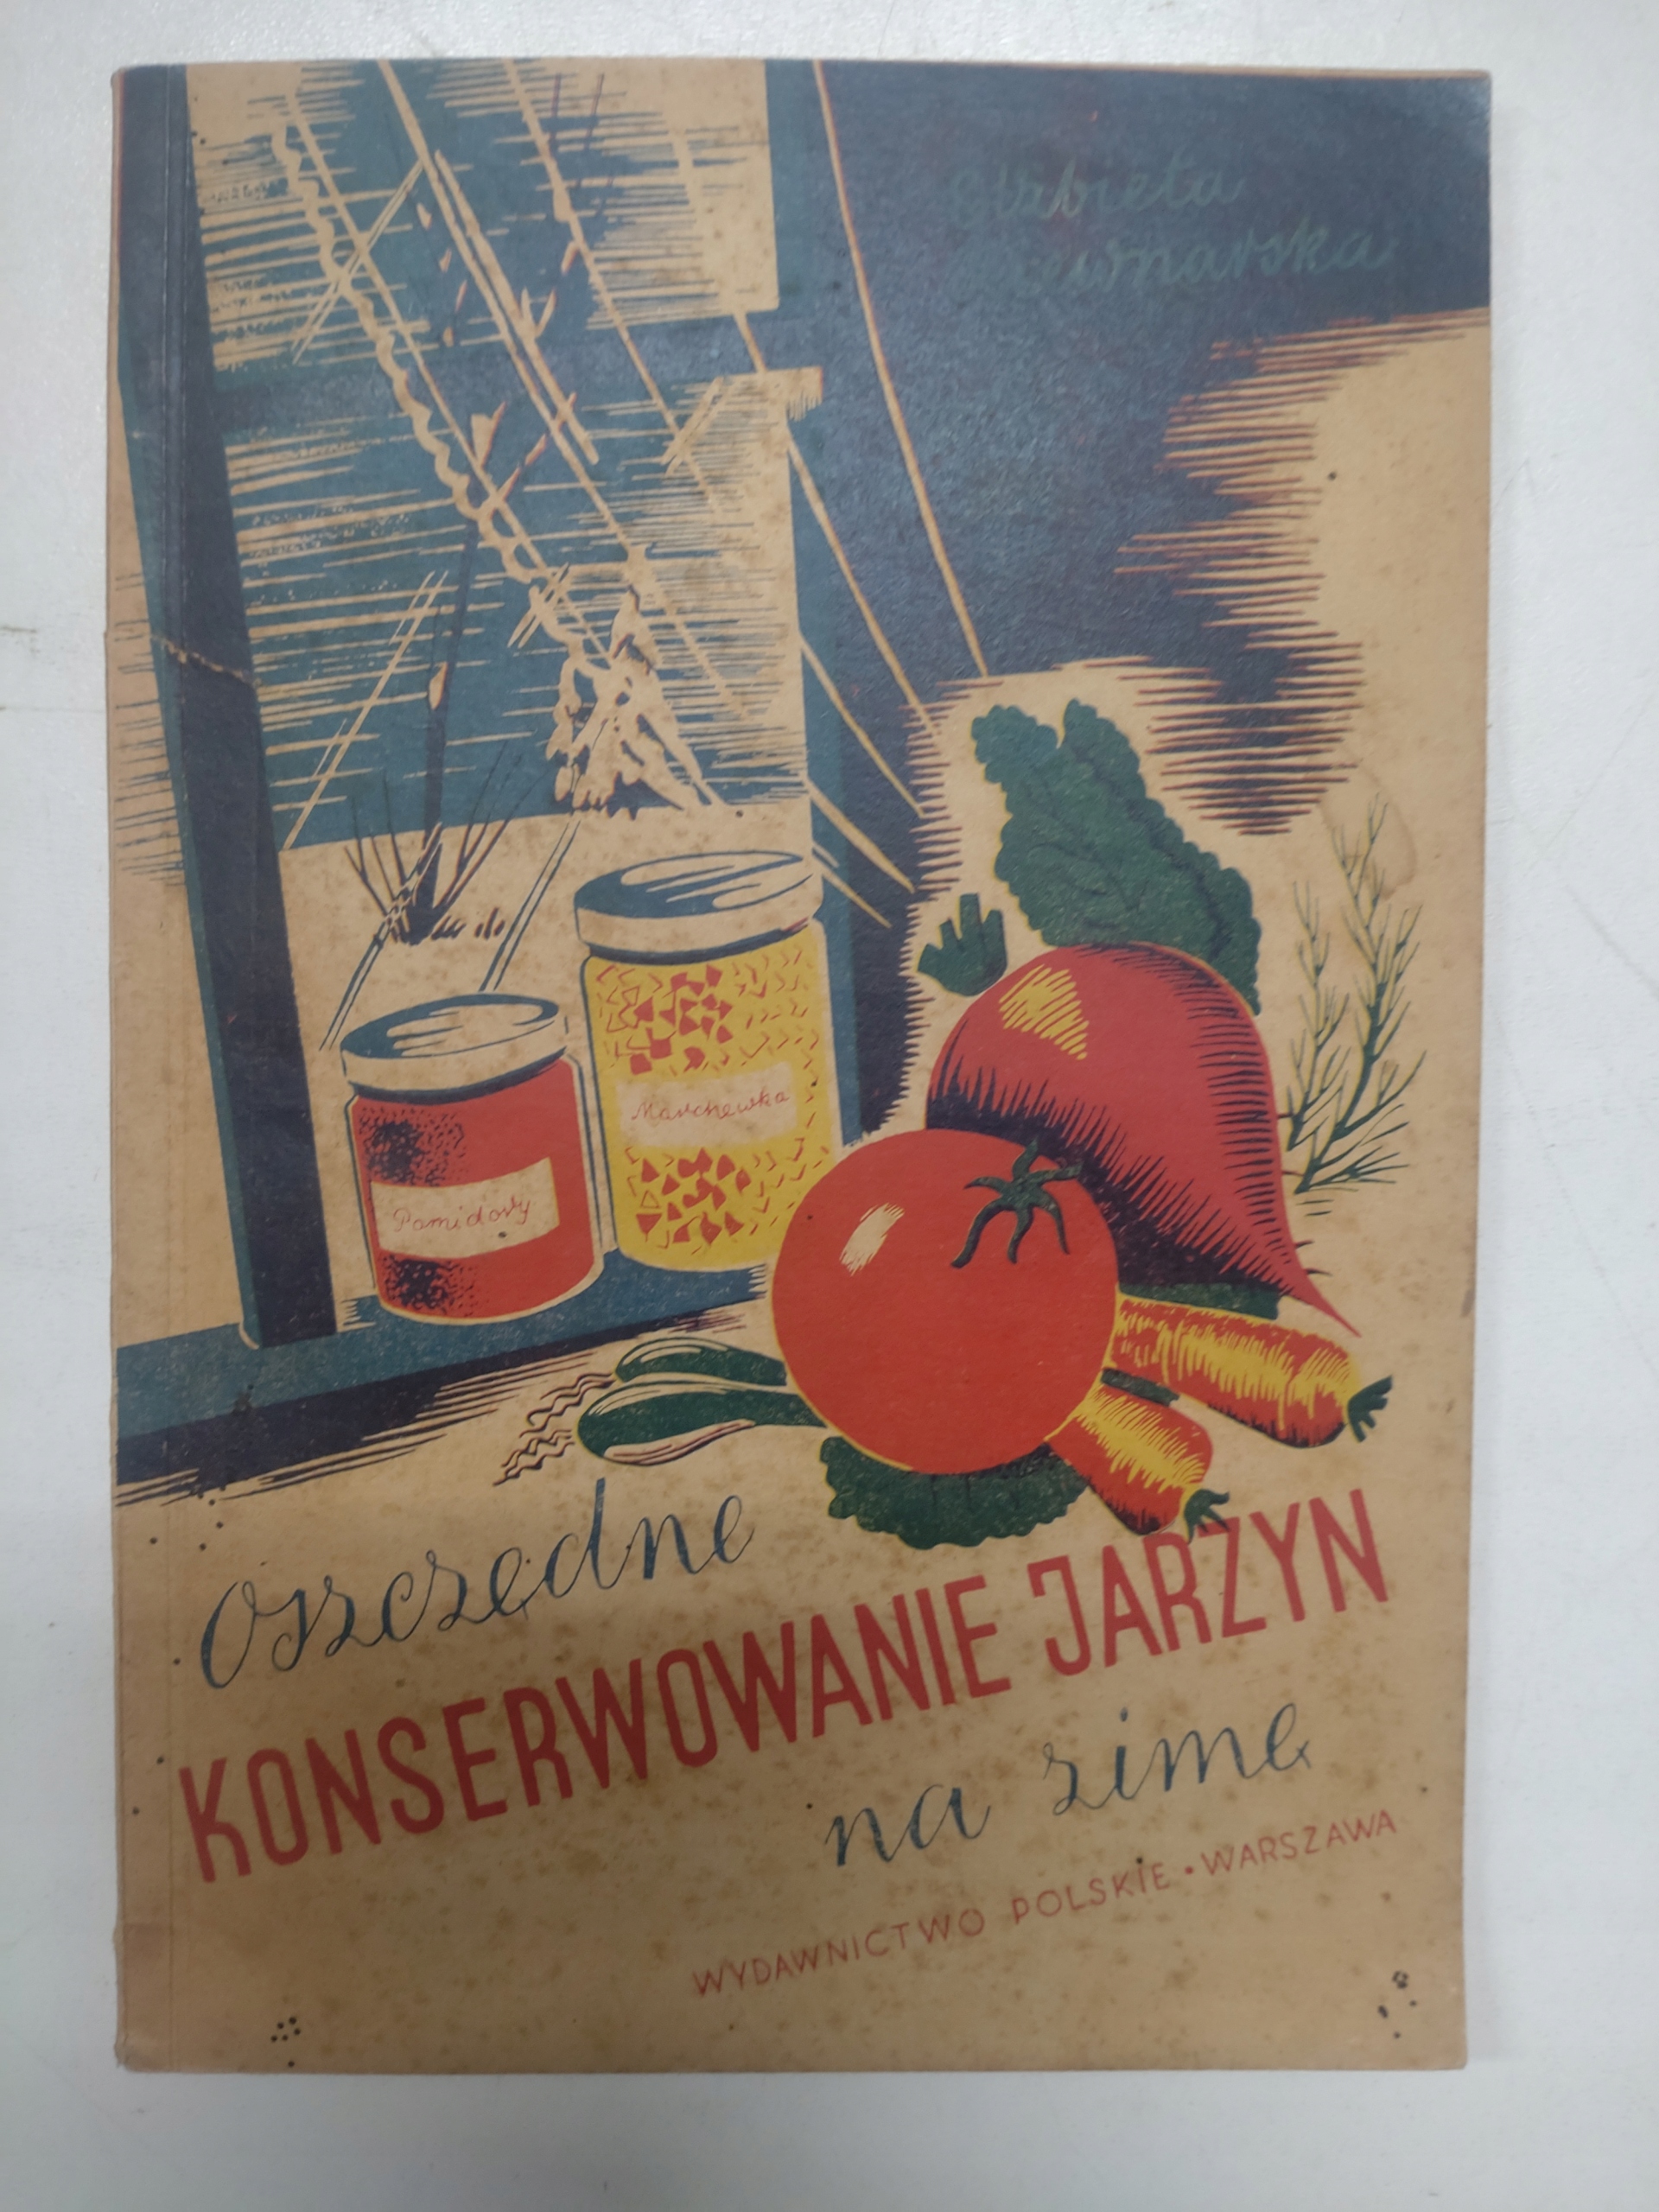 Elżbieta
Pomidory
Marchewka
Oszczędne
KONSERWOWANIE JARZYN
na zimę
WYDAWNICTWO POLSKIE • WARSZAWA